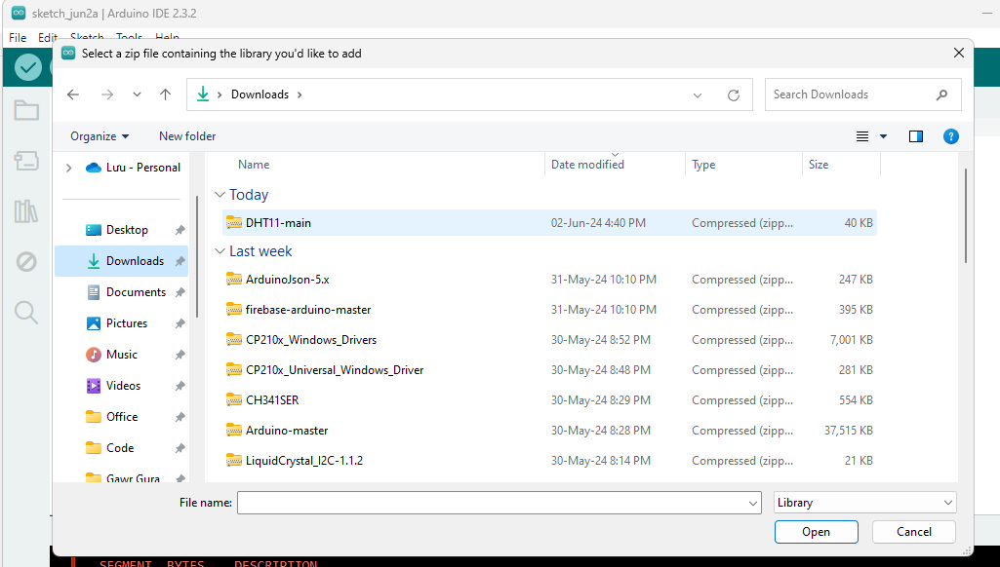 sketch_jun2a | Arduino IDE 2.3.2
File Edit Sketch Tools Help
Select a zip file containing the library you'd like to add
Downloads
Search Downloads
Organize New folder
Luu - Personal
Desktop
Downloads
Documents
Pictures
Music
Videos
Office
Code
Gawr Gura
Name Date modified Type Size
Today
DHT11-main 02-Jun-24 4:40 PM Compressed (zipp... 40 KB
Last week
ArduinoJson-5.x 31-May-24 10:10 PM Compressed (zipp... 247 KB
firebase-arduino-master 31-May-24 10:10 PM Compressed (zipp... 395 KB
CP210x_Windows_Drivers 30-May-24 8:52 PM Compressed (zipp... 7,001 KB
CP210x_Universal_Windows_Driver 30-May-24 8:48 PM Compressed (zipp... 281 KB
CH341SER 30-May-24 8:29 PM Compressed (zipp... 554 KB
Arduino-master 30-May-24 8:28 PM Compressed (zipp... 37,515 KB
LiquidCrystal_I2C-1.1.2 30-May-24 8:14 PM Compressed (zipp... 21 KB
File name: Library
Open Cancel
SEGMENT BYTES DESCRIPTION